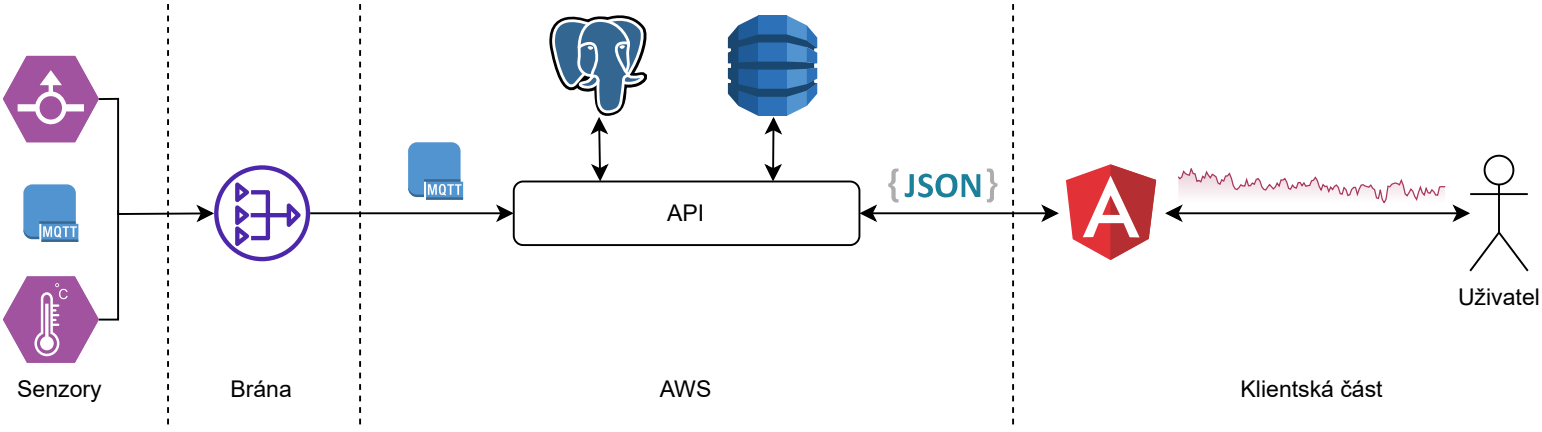 MQTT
°C
Senzory
Brána
MQTT
API
AWS
{JSON}
A
Uživatel
Klientská část